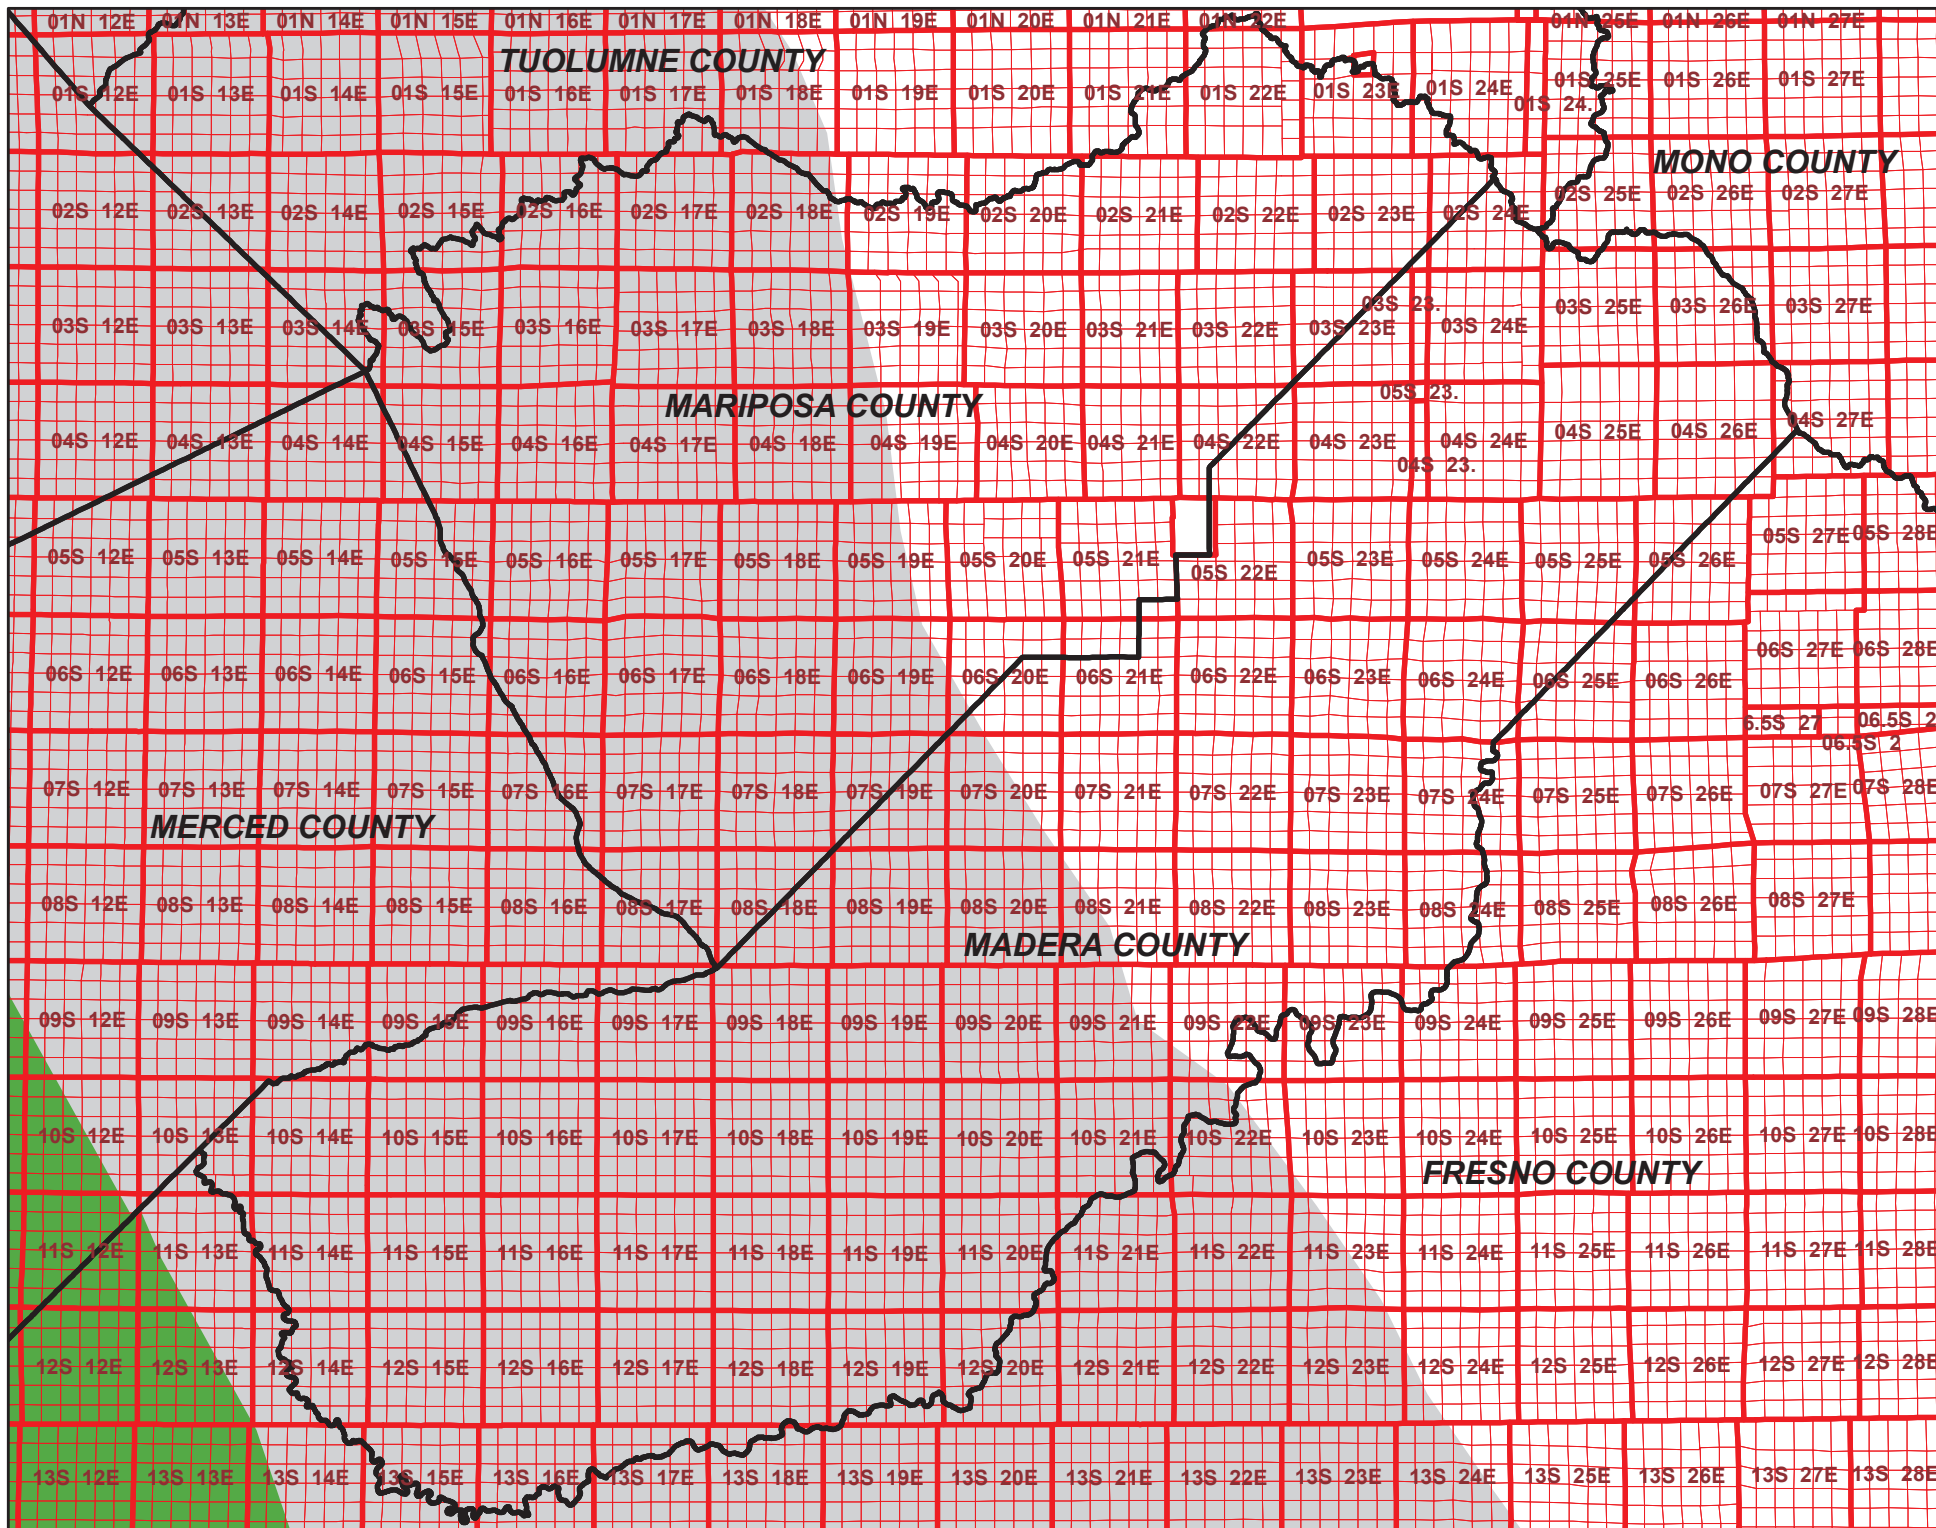 01N 12E 01N 13E 01N 14E 01N 15E 01N 16E 01N 17E 01N 18E 01N 19E 01N 20E 01N 21E 01N 22E 01N 25E 01N 26E 01N 27E
TUOLUMNE COUNTY
01S 12E 01S 13E 01S 14E 01S 15E 01S 16E 01S 17E 01S 18E 01S 19E 01S 20E 01S 21E 01S 22E 01S 23E 01S 24E 01S 25E 01S 26E 01S 27E
01S 24.
MONO COUNTY
02S 12E 02S 13E 02S 14E 02S 15E 02S 16E 02S 17E 02S 18E 02S 19E 02S 20E 02S 21E 02S 22E 02S 23E 02S 24E 02S 25E 02S 26E 02S 27E
03S 23.
03S 12E 03S 13E 03S 14E 03S 15E 03S 16E 03S 17E 03S 18E 03S 19E 03S 20E 03S 21E 03S 22E 03S 23E 03S 24E 03S 25E 03S 26E 03S 27E
05S 23.
MARIPOSA COUNTY
04S 12E 04S 13E 04S 14E 04S 15E 04S 16E 04S 17E 04S 18E 04S 19E 04S 20E 04S 21E 04S 22E 04S 23E 04S 24E 04S 25E 04S 26E 04S 27E
04S 23.
05S 12E 05S 13E 05S 14E 05S 15E 05S 16E 05S 17E 05S 18E 05S 19E 05S 20E 05S 21E 05S 22E 05S 23E 05S 24E 05S 25E 05S 26E 05S 27E 05S 28E
06S 12E 06S 13E 06S 14E 06S 15E 06S 16E 06S 17E 06S 18E 06S 19E 06S 20E 06S 21E 06S 22E 06S 23E 06S 24E 06S 25E 06S 26E 06S 27E 06S 28E
6.5S 27 06.5S 2
06.5S 2
07S 12E 07S 13E 07S 14E 07S 15E 07S 16E 07S 17E 07S 18E 07S 19E 07S 20E 07S 21E 07S 22E 07S 23E 07S 24E 07S 25E 07S 26E 07S 27E 07S 28E
MERCED COUNTY
08S 12E 08S 13E 08S 14E 08S 15E 08S 16E 08S 17E 08S 18E 08S 19E 08S 20E 08S 21E 08S 22E 08S 23E 08S 24E 08S 25E 08S 26E 08S 27E
MADERA COUNTY
09S 12E 09S 13E 09S 14E 09S 15E 09S 16E 09S 17E 09S 18E 09S 19E 09S 20E 09S 21E 09S 22E 09S 23E 09S 24E 09S 25E 09S 26E 09S 27E 09S 28E
10S 12E 10S 13E 10S 14E 10S 15E 10S 16E 10S 17E 10S 18E 10S 19E 10S 20E 10S 21E 10S 22E 10S 23E 10S 24E 10S 25E 10S 26E 10S 27E 10S 28E
FRESNO COUNTY
11S 12E 11S 13E 11S 14E 11S 15E 11S 16E 11S 17E 11S 18E 11S 19E 11S 20E 11S 21E 11S 22E 11S 23E 11S 24E 11S 25E 11S 26E 11S 27E 11S 28E
12S 12E 12S 13E 12S 14E 12S 15E 12S 16E 12S 17E 12S 18E 12S 19E 12S 20E 12S 21E 12S 22E 12S 23E 12S 24E 12S 25E 12S 26E 12S 27E 12S 28E
13S 12E 13S 13E 13S 14E 13S 15E 13S 16E 13S 17E 13S 18E 13S 19E 13S 20E 13S 21E 13S 22E 13S 23E 13S 24E 13S 25E 13S 26E 13S 27E 13S 28E